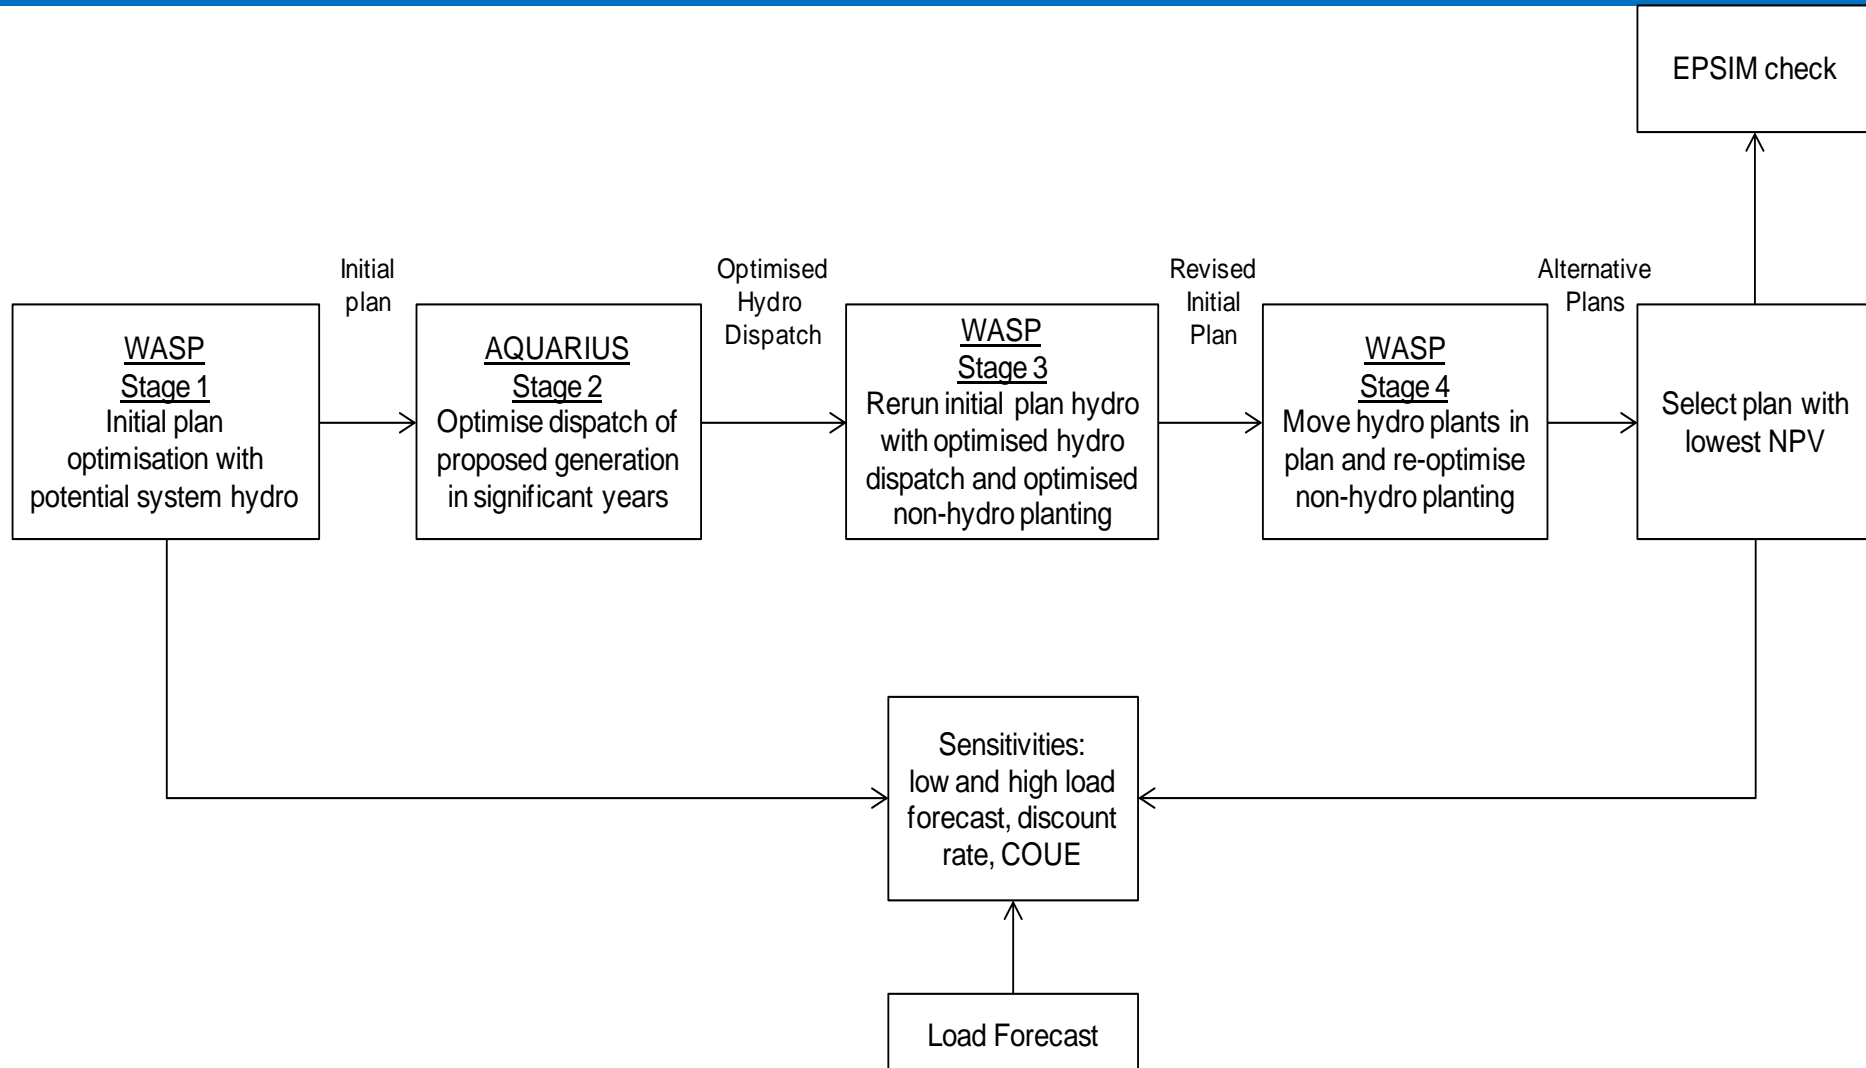 EPSIM check
Initial
plan
Optimised
Hydro
Dispatch
Revised
Initial
Plan
Alternative
Plans
WASP
Stage 1
Initial plan
optimisation with
potential system hydro
AQUARIUS
Stage 2
Optimise dispatch of
proposed generation
in significant years
WASP
Stage 3
Rerun initial plan hydro
with optimised hydro
dispatch and optimised
non-hydro planting
WASP
Stage 4
Move hydro plants in
plan and re-optimise
non-hydro planting
Select plan with
lowest NPV
Sensitivities:
low and high load
forecast, discount
rate, COUE
Load Forecast